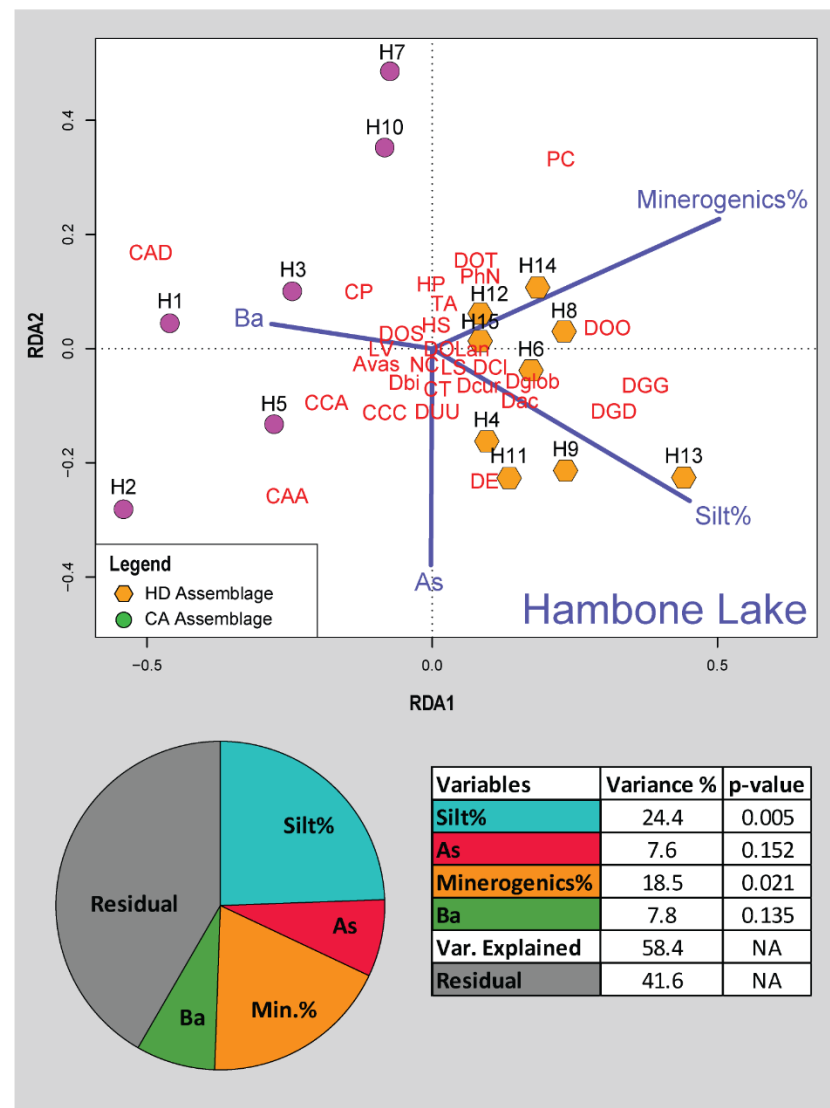 H7
0.4
H10
PC
Minerogenics%
0.2
CAD
DOT
PhN
H14
HP
H3
CP
H12
TA
H1
Ba
H8
HS
H15
DOO
DOS
RDA2
0.0
LV
DOLan
H6
Avas
NC
LS
DCl
Dbi
Dcur
Dglob
DGG
CT
CCA
Dac
H5
CCC
DUU
H4
DGD
−0.2
H11
H9
H13
DE
CAA
H2
Silt%
Legend
HD Assemblage
CA Assemblage
−0.4
As
Hambone Lake
−0.5
0.0
0.5
RDA1
Silt%
As
Min.%
Ba
Residual
Variables Variance % p-value
Silt% 24.4 0.005
As 7.6 0.152
Minerogenics% 18.5 0.021
Ba 7.8 0.135
Var. Explained 58.4 NA
Residual 41.6 NA